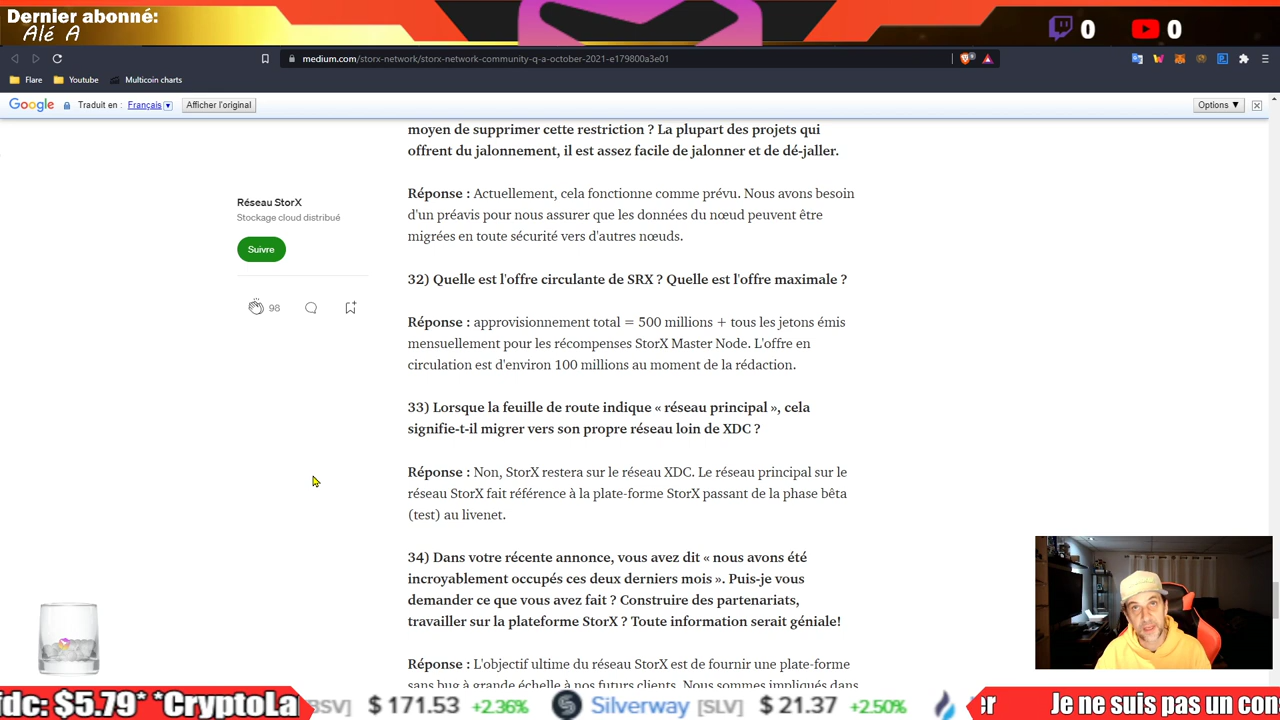 Dernier abonné:
Alé A
0
0
medium.com/storx-network/storx-network-community-q-a-october-2021-e179800a3e01
Flare
Youtube
Multicoin charts
Google
Traduit en : Français
Afficher l'original
Options ▼
moyen de supprimer cette restriction ? La plupart des projets qui
offrent du jalonnement, il est assez facile de jalonner et de dé-jaller.
Réseau StorX
Stockage cloud distribué
Suivre
98
Réponse : Actuellement, cela fonctionne comme prévu. Nous avons besoin
d'un préavis pour nous assurer que les données du nœud peuvent être
migrées en toute sécurité vers d'autres nœuds.
32) Quelle est l'offre circulante de SRX ? Quelle est l'offre maximale ?
Réponse : approvisionnement total = 500 millions + tous les jetons émis
mensuellement pour les récompenses StorX Master Node. L'offre en
circulation est d'environ 100 millions au moment de la rédaction.
33) Lorsque la feuille de route indique « réseau principal », cela
signifie-t-il migrer vers son propre réseau loin de XDC ?
Réponse : Non, StorX restera sur le réseau XDC. Le réseau principal sur le
réseau StorX fait référence à la plate-forme StorX passant de la phase bêta
(test) au livenet.
34) Dans votre récente annonce, vous avez dit « nous avons été
incroyablement occupés ces deux derniers mois ». Puis-je vous
demander ce que vous avez fait ? Construire des partenariats,
travailler sur la plateforme StorX ? Toute information serait géniale!
Réponse : L'objectif ultime du réseau StorX est de fournir une plate-forme
sans bug à grande échelle à nos futurs clients. Nous sommes impliqués dans
fdc: $5.79* *CryptoLa
BSV] $ 171.53 +2.36% Silverway [SLV] $ 21.37 +2.50%
er
Je ne suis pas un con